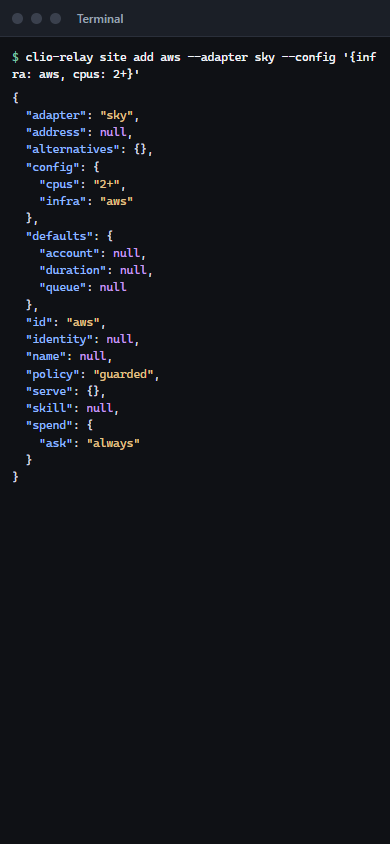 Terminal
$ clio-relay site add aws --adapter sky --config '{inf
ra: aws, cpus: 2+}'
{
  "adapter": "sky",
  "address": null,
  "alternatives": {},
  "config": {
    "cpus": "2+",
    "infra": "aws"
  },
  "defaults": {
    "account": null,
    "duration": null,
    "queue": null
  },
  "id": "aws",
  "identity": null,
  "name": null,
  "policy": "guarded",
  "serve": {},
  "skill": null,
  "spend": {
    "ask": "always"
  }
}